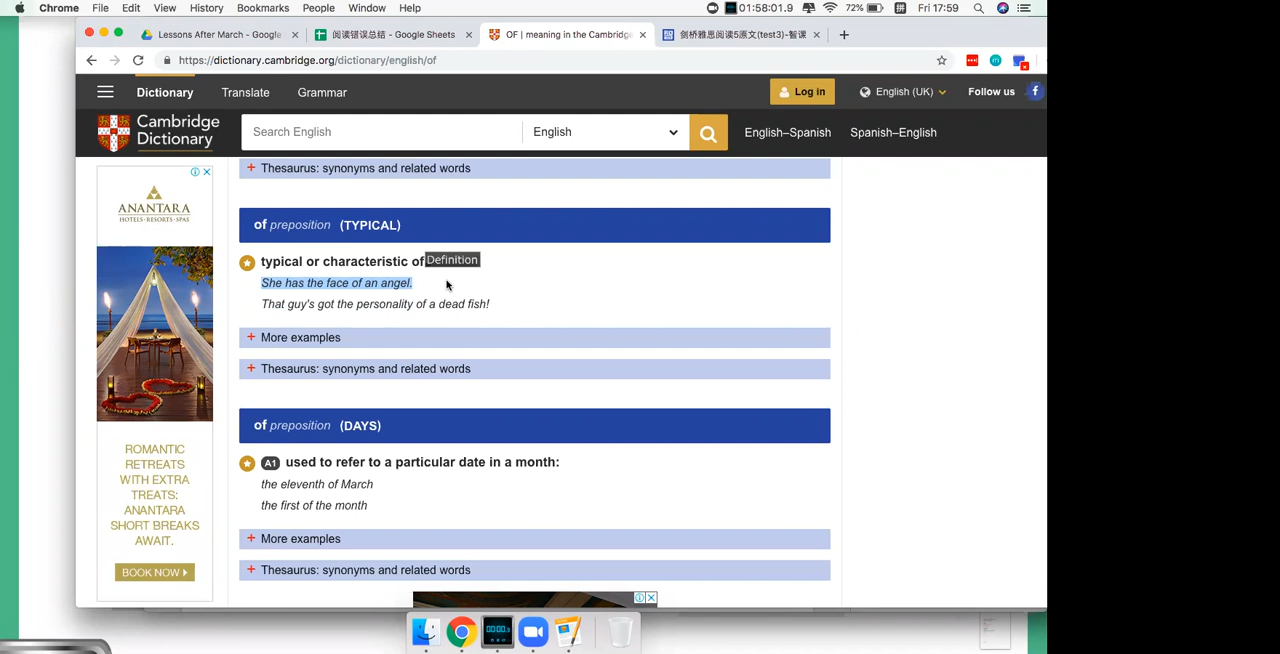 Chrome File Edit View History Bookmarks People Window Help 01:58:01.9 72% 拼 Fri 17:59
Lessons After March - Google 阅读错误总结 - Google Sheets OF | meaning in the Cambridge 剑桥雅思阅读5原文(test3)-智课
https://dictionary.cambridge.org/dictionary/english/of
Dictionary Translate Grammar Log in English (UK) Follow us f
Cambridge
Dictionary
Search English English English–Spanish Spanish–English
+ Thesaurus: synonyms and related words
of preposition (TYPICAL)
typical or characteristic of Definition
She has the face of an angel.
That guy's got the personality of a dead fish!
+ More examples
+ Thesaurus: synonyms and related words
of preposition (DAYS)
A1 used to refer to a particular date in a month:
the eleventh of March
the first of the month
+ More examples
+ Thesaurus: synonyms and related words
ANANTARA
HOTELS·RESORTS·SPAS
ROMANTIC
RETREATS
WITH EXTRA
TREATS:
ANANTARA
SHORT BREAKS
AWAIT.
BOOK NOW